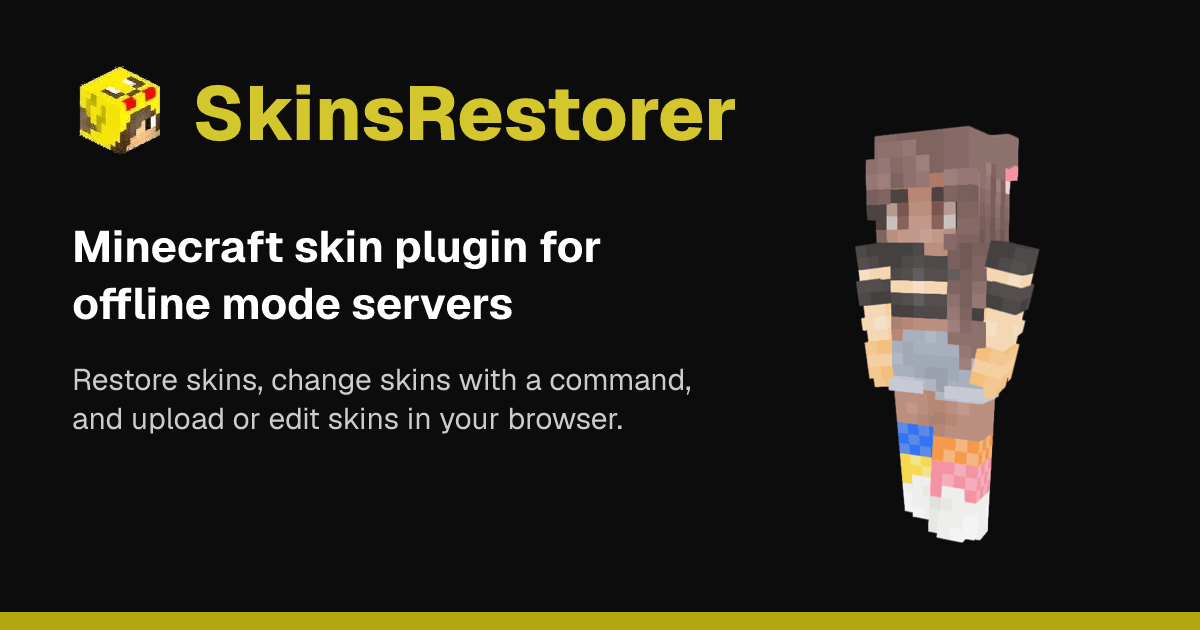 SkinsRestorer
Minecraft skin plugin for
offline mode servers
Restore skins, change skins with a command,
and upload or edit skins in your browser.